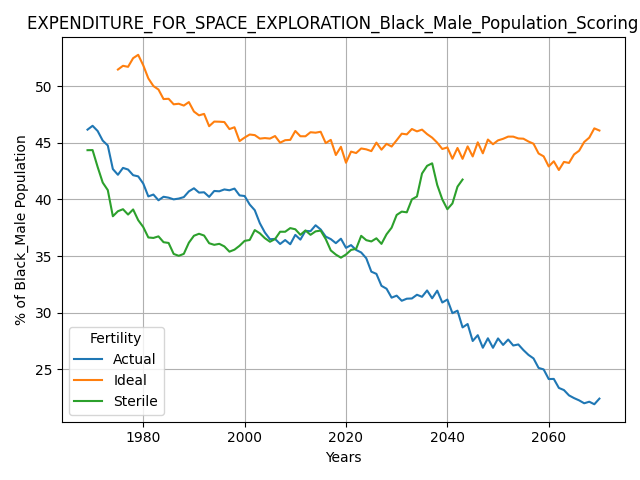 EXPENDITURE_FOR_SPACE_EXPLORATION_Black_Male_Population_Scoring
% of Black_Male Population
50
45
40
35
30
25
Fertility
Actual
Ideal
Sterile
1980 2000 2020 2040 2060
Years